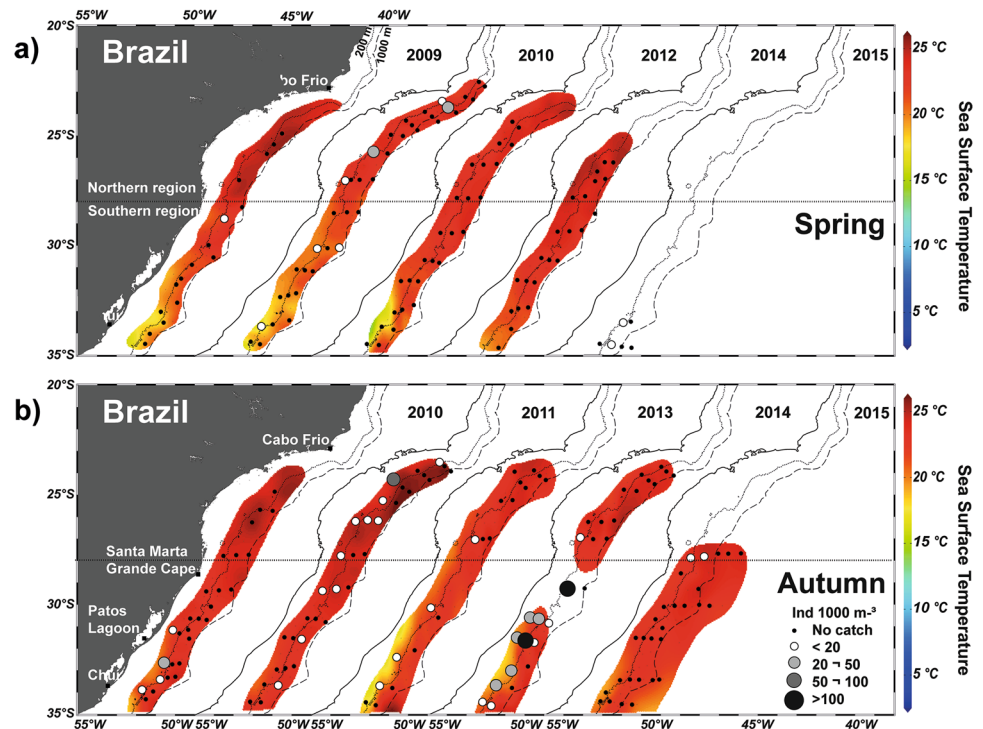 55°W 50°W 45°W 40°W
20°S
a)
Brazil
200 m
1000 m
2009 2010 2012 2014 2015
25 °C
20 °C
15 °C
10 °C
5 °C
Sea Surface Temperature
bo Frio
25°S
Northern region
Southern region
Spring
30°S
35°S
20°S
b)
Brazil
2010 2011 2013 2014 2015
25 °C
20 °C
15 °C
10 °C
5 °C
Sea Surface Temperature
Cabo Frio
25°S
Santa Marta
Grande Cape
Autumn
30°S
Patos
Lagoon
Chuí
Ind 1000 m-³
No catch
< 20
20 ¬ 50
50 ¬ 100
>100
35°S
55°W 50°W 55°W 50°W 55°W 50°W 55°W 50°W 55°W 50°W 45°W 40°W